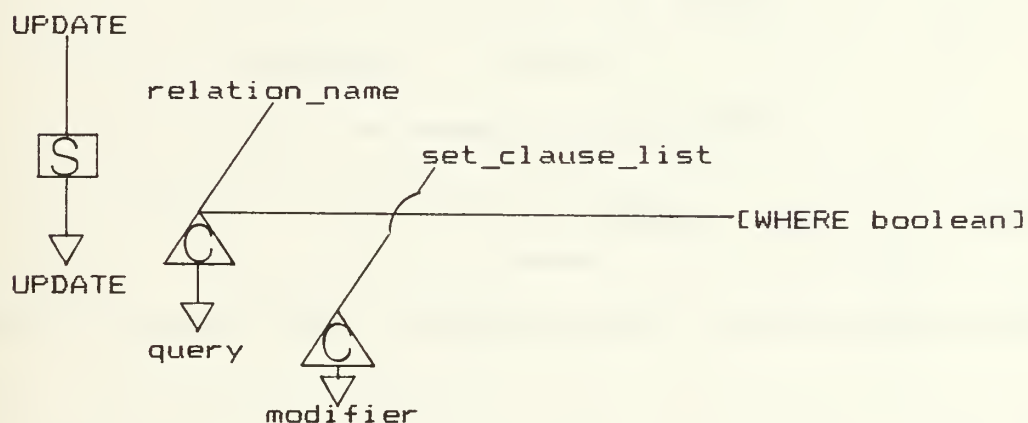 UPDATE
relation_name
S
set_clause_list
C
[WHERE boolean]
UPDATE
C
query
modifier